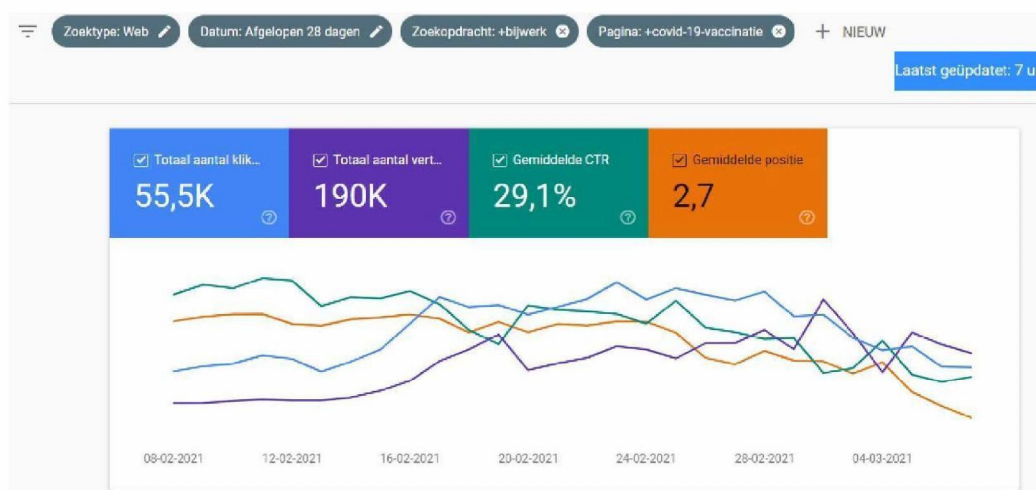 Zoektype: Web Datum: Afgelopen 28 dagen Zoekopdracht: +bijwerk Pagina: +covid-19-vaccinatie + NIEUW
Laatst geüpdatet: 7 u
Totaal aantal klik... Totaal aantal vert... Gemiddelde CTR Gemiddelde positie
55,5K 190K 29,1% 2,7
08-02-2021 12-02-2021 16-02-2021 20-02-2021 24-02-2021 28-02-2021 04-03-2021